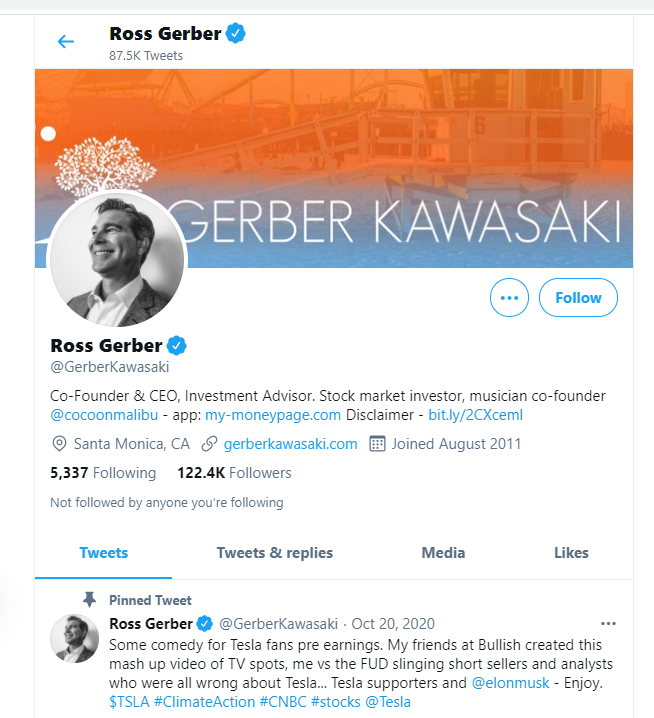 Ross Gerber
87.5K Tweets
6
GERBER KAWASAKI
Follow
Ross Gerber
@GerberKawasaki
Co-Founder & CEO, Investment Advisor. Stock market investor, musician co-founder
@cocoonmalibu - app: my-moneypage.com Disclaimer - bit.ly/2CXceml
Santa Monica, CA gerberkawasaki.com Joined August 2011
5,337 Following 122.4K Followers
Not followed by anyone you're following
Tweets Tweets & replies Media Likes
Pinned Tweet
Ross Gerber @GerberKawasaki · Oct 20, 2020
Some comedy for Tesla fans pre earnings. My friends at Bullish created this
mash up video of TV spots, me vs the FUD slinging short sellers and analysts
who were all wrong about Tesla... Tesla supporters and @elonmusk - Enjoy.
$TSLA #ClimateAction #CNBC #stocks @Tesla